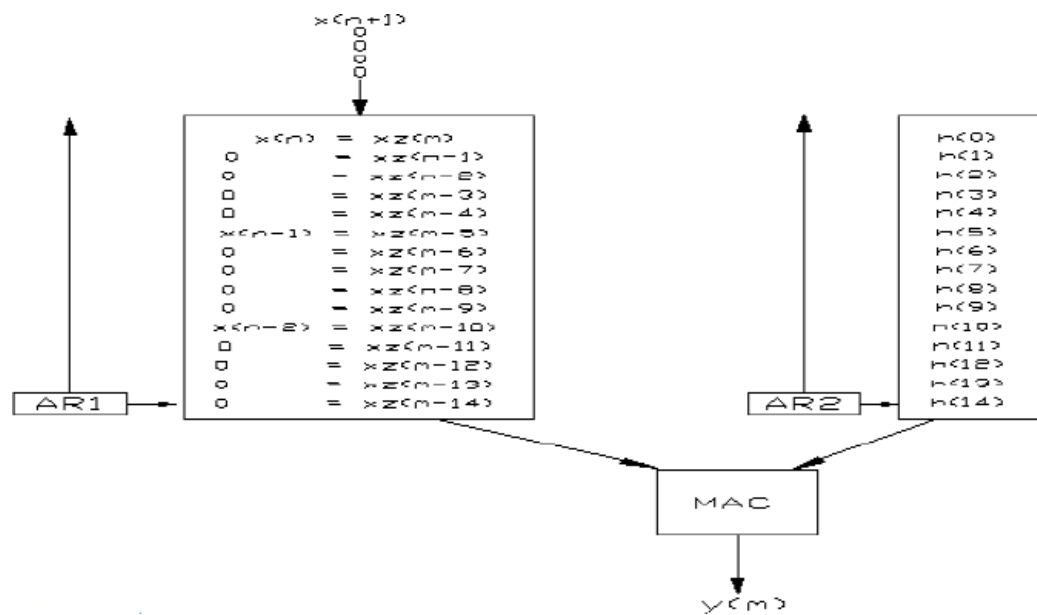 x(n+1)
0
0
0
0
x(n) = xz(m)
0 = xz(m-1)
0 = xz(m-2)
0 = xz(m-3)
0 = xz(m-4)
x(n-1) = xz(m-5)
0 = xz(m-6)
0 = xz(m-7)
0 = xz(m-8)
0 = xz(m-9)
x(n-2) = xz(m-10)
0 = xz(m-11)
0 = xz(m-12)
0 = xz(m-13)
0 = xz(m-14)
AR1
h(0)
h(1)
h(2)
h(3)
h(4)
h(5)
h(6)
h(7)
h(8)
h(9)
h(10)
h(11)
h(12)
h(13)
h(14)
AR2
MAC
y(m)